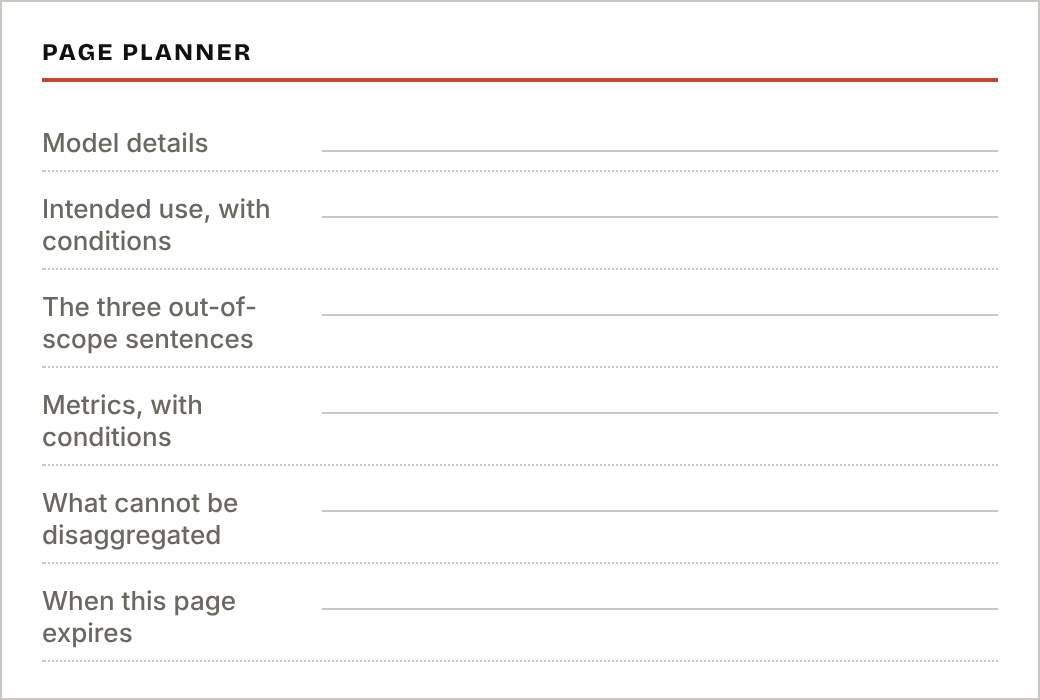 PAGE PLANNER
Model details
Intended use, with
conditions
The three out-of-
scope sentences
Metrics, with
conditions
What cannot be
disaggregated
When this page
expires